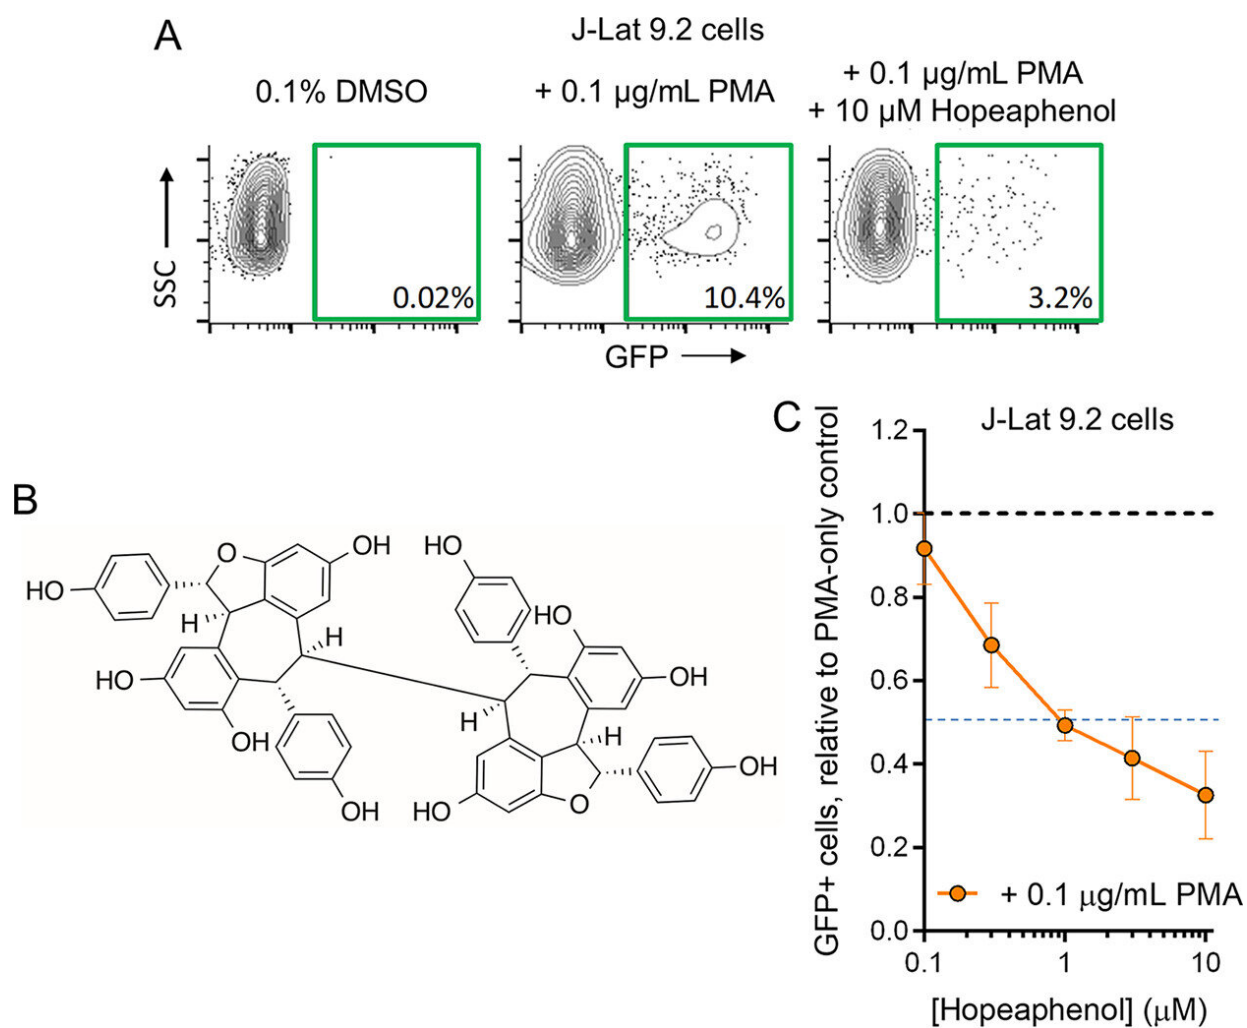 A
J-Lat 9.2 cells
0.1% DMSO
+ 0.1 µg/mL PMA
+ 0.1 µg/mL PMA
+ 10 µM Hopeaphenol
SSC
0.02%
10.4%
3.2%
GFP
B
HO
O
OH
H
H
HO
OH
OH
HO
HO
OH
H
H
HO
O
OH
C
J-Lat 9.2 cells
GFP+ cells, relative to PMA-only control
1.2
1.0
0.8
0.6
0.4
0.2
0.0
+ 0.1 µg/mL PMA
0.1
1
10
[Hopeaphenol] (µM)